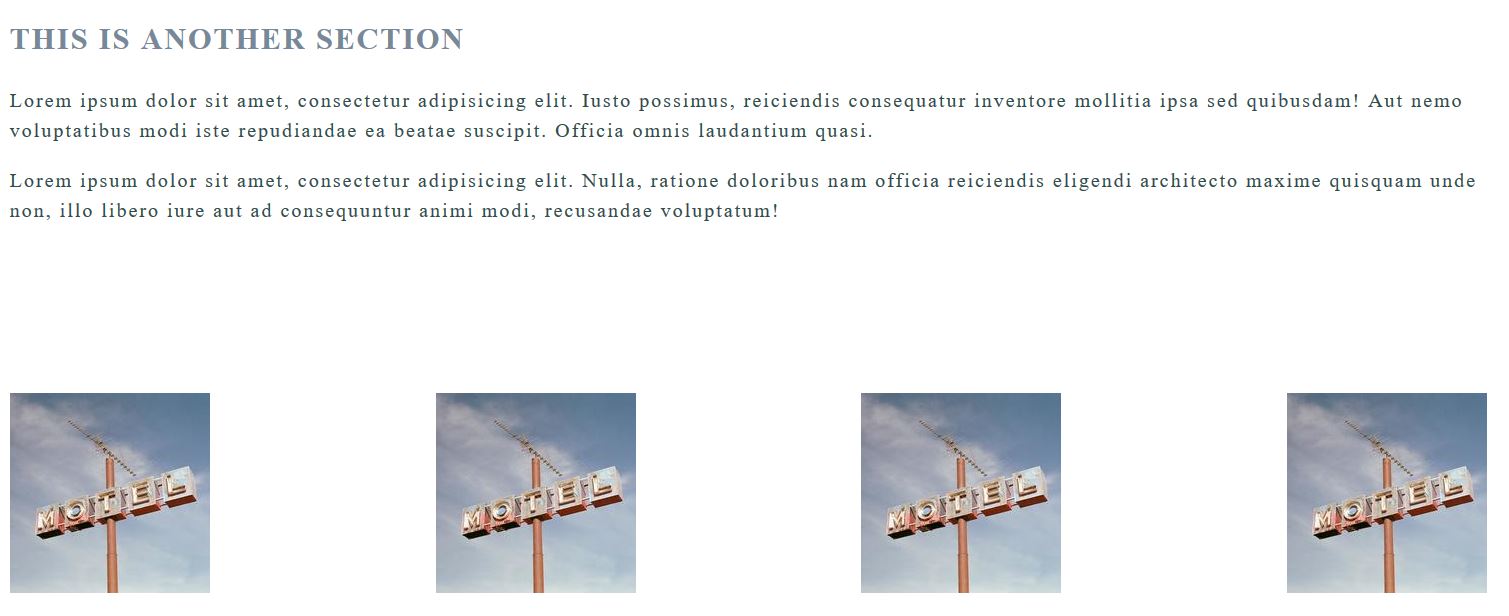 THIS IS ANOTHER SECTION
Lorem ipsum dolor sit amet, consectetur adipisicing elit. Iusto possimus, reiciendis consequatur inventore mollitia ipsa sed quibusdam! Aut nemo
voluptatibus modi iste repudiandae ea beatae suscipit. Officia omnis laudantium quasi.
Lorem ipsum dolor sit amet, consectetur adipisicing elit. Nulla, ratione doloribus nam officia reiciendis eligendi architecto maxime quisquam unde
non, illo libero iure aut ad consequuntur animi modi, recusandae voluptatum!
MOTEL
MOTEL
MOTEL
MOTEL